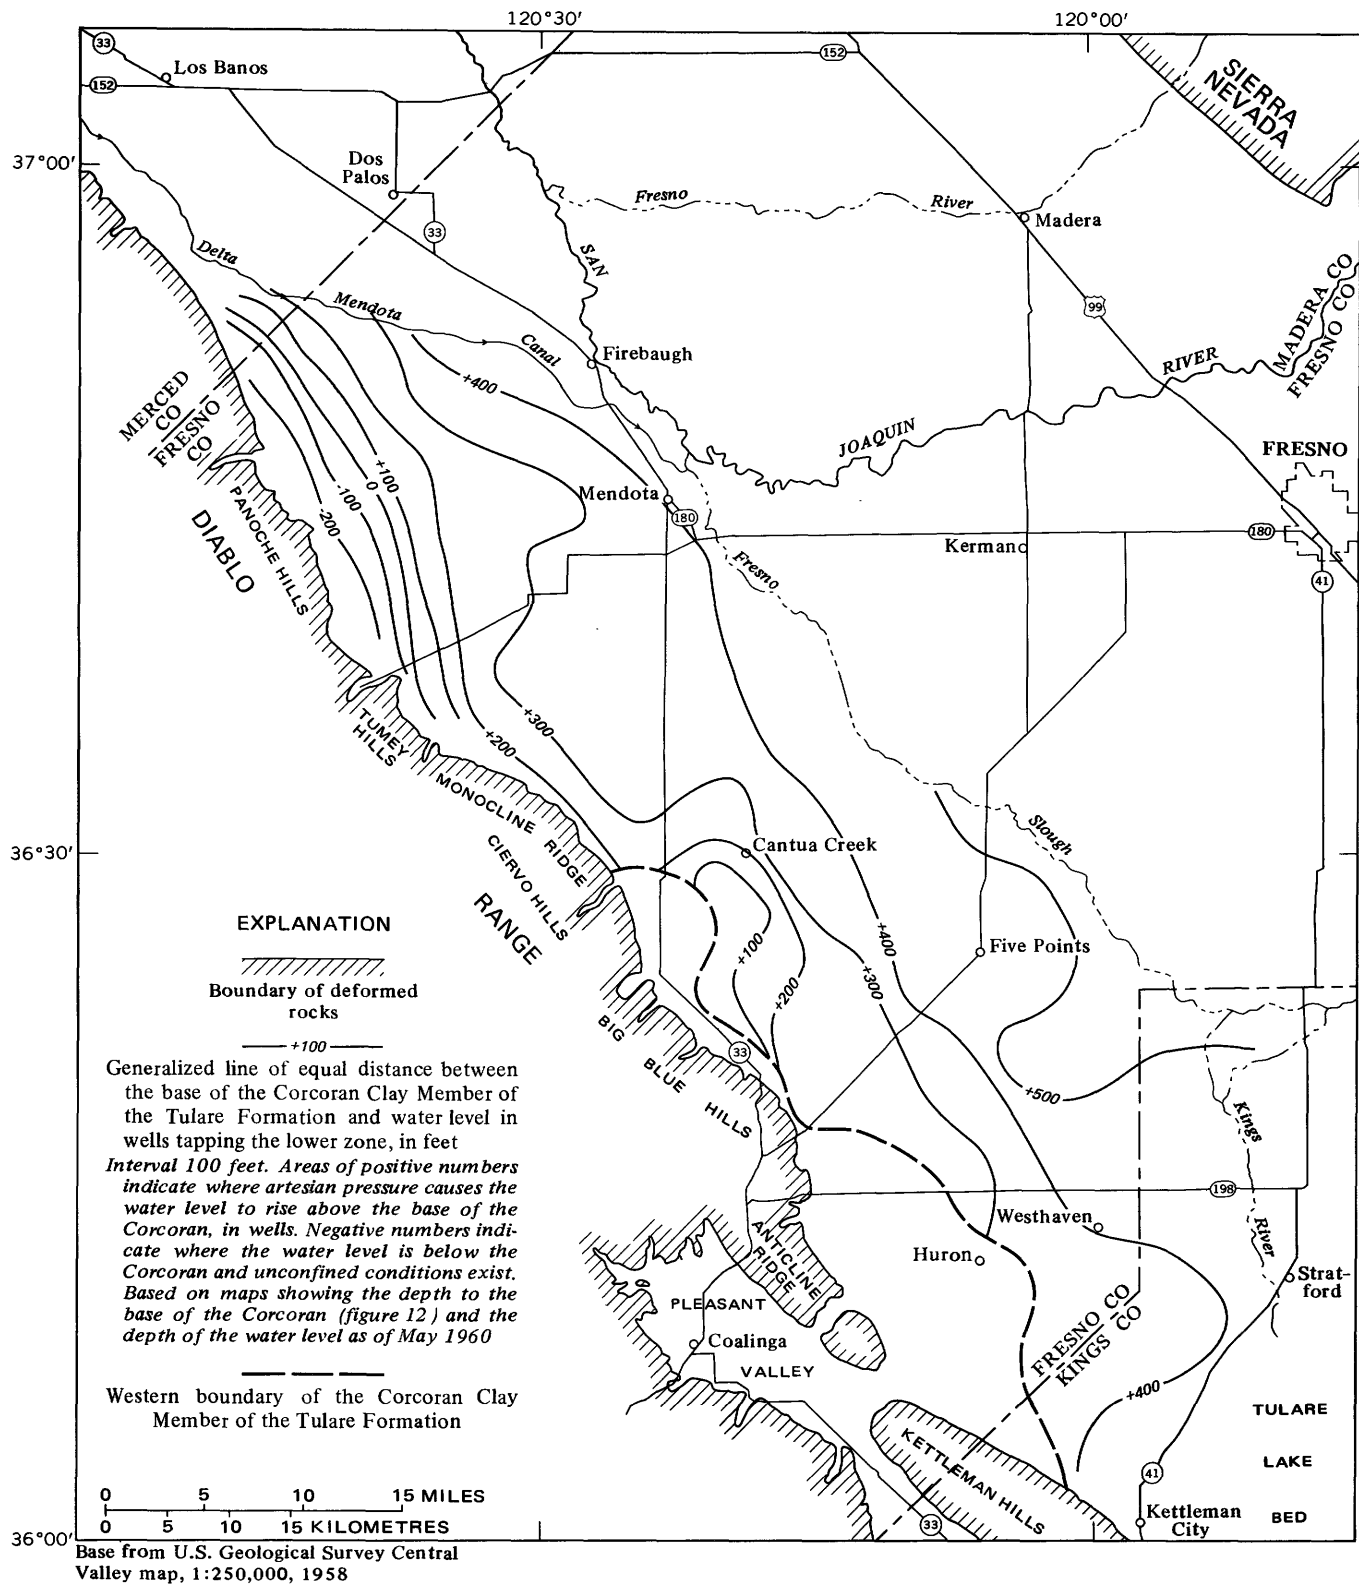 120°30′
120°00′
33
Los Banos
152
152
SIERRA
NEVADA
37°00′
Dos
Palos
Fresno
River
Madera
33
Delta
SAN
Mendota
Canal
Firebaugh
99
MADERA CO
FRESNO CO
RIVER
+400
MERCED
CO
FRESNO
CO
JOAQUIN
FRESNO
+100
0
-100
-200
Mendota
180
180
PANOCHE HILLS
DIABLO
Kerman
Fresno
41
TUMEY
HILLS
+300
+200
MONOCLINE
RIDGE
Slough
36°30′
Cantua Creek
CIERVO HILLS
RANGE
EXPLANATION
+400
Five Points
+100
+300
+200
Boundary of deformed
rocks
BIG
BLUE
HILLS
33
+100
+500
Generalized line of equal distance between
the base of the Corcoran Clay Member of
the Tulare Formation and water level in
wells tapping the lower zone, in feet
Kings
River
Interval 100 feet. Areas of positive numbers
indicate where artesian pressure causes the
water level to rise above the base of the
Corcoran, in wells. Negative numbers indi-
cate where the water level is below the
Corcoran and unconfined conditions exist.
Based on maps showing the depth to the
base of the Corcoran (figure 12) and the
depth of the water level as of May 1960
198
Westhaven
ANTICLINE
RIDGE
Huron
Strat-
ford
PLEASANT
Coalinga
VALLEY
FRESNO CO
KINGS CO
+400
Western boundary of the Corcoran Clay
Member of the Tulare Formation
TULARE
LAKE
BED
KETTLEMAN HILLS
41
Kettleman
City
33
0 5 10 15 MILES
0 5 10 15 KILOMETRES
36°00′
Base from U.S. Geological Survey Central
Valley map, 1:250,000, 1958